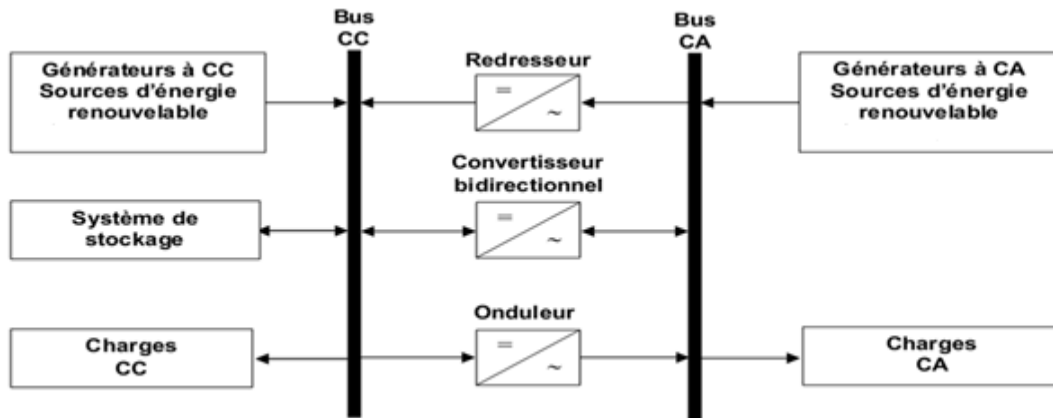 Bus
CC
Bus
CA
Générateurs à CC
Sources d'énergie
renouvelable
Redresseur
=
~
Générateurs à CA
Sources d'énergie
renouvelable
Système de
stockage
Convertisseur
bidirectionnel
=
~
Charges
CC
Onduleur
=
~
Charges
CA